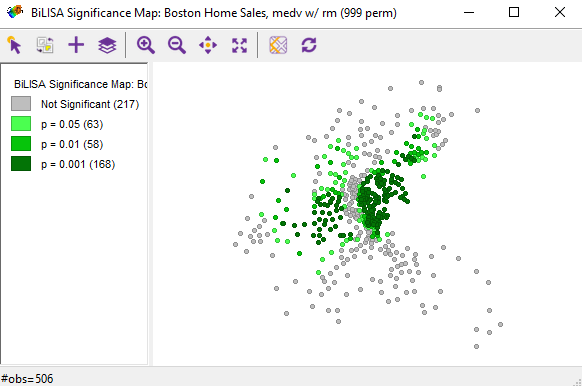 BiLISA Significance Map: Boston Home Sales, medv w/ rm (999 perm)
BiLISA Significance Map: Bo
Not Significant (217)
p = 0.05 (63)
p = 0.01 (58)
p = 0.001 (168)
#obs=506